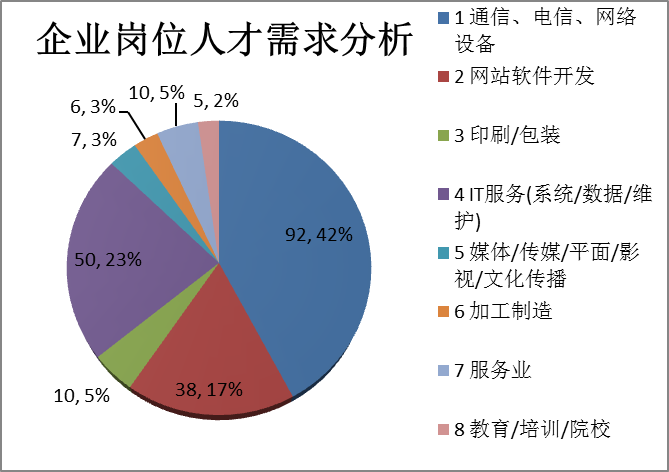 企业岗位人才需求分析
1 通信、电信、网络
设备
2 网站软件开发
3 印刷/包装
4 IT服务(系统/数据/维
护)
5 媒体/传媒/平面/影
视/文化传播
6 加工制造
7 服务业
8 教育/培训/院校
92, 42%
38, 17%
10, 5%
50, 23%
7, 3%
6, 3%
10, 5%
5, 2%